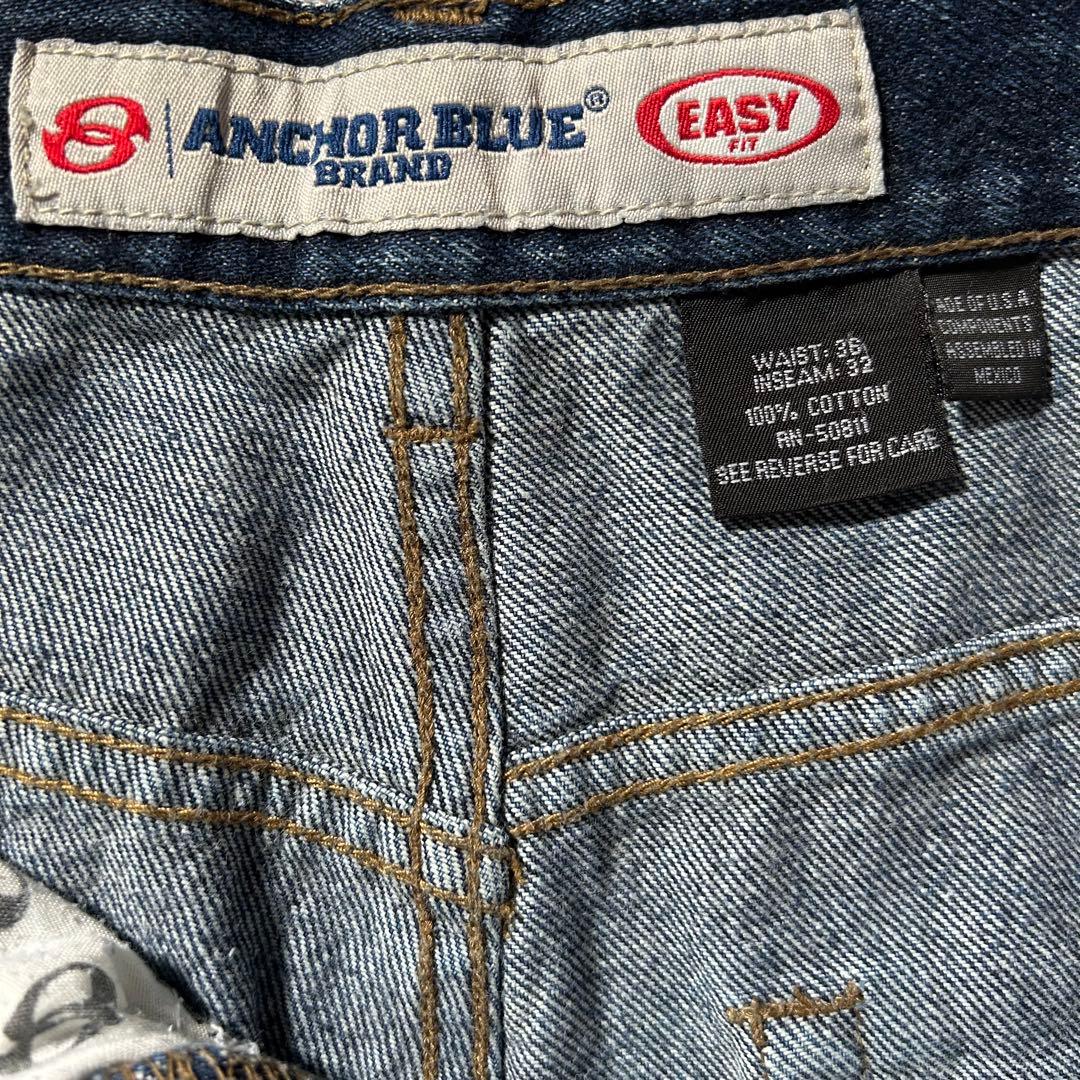 ANCHOR BLUE®
BRAND
EASY
FIT
WAIST: 36
INSEAM: 32
100% COTTON
RN-50811
SEE REVERSE FOR CARE
MADE OF U.S.A
COMPONENTS
ASSEMBLED IN
MEXICO